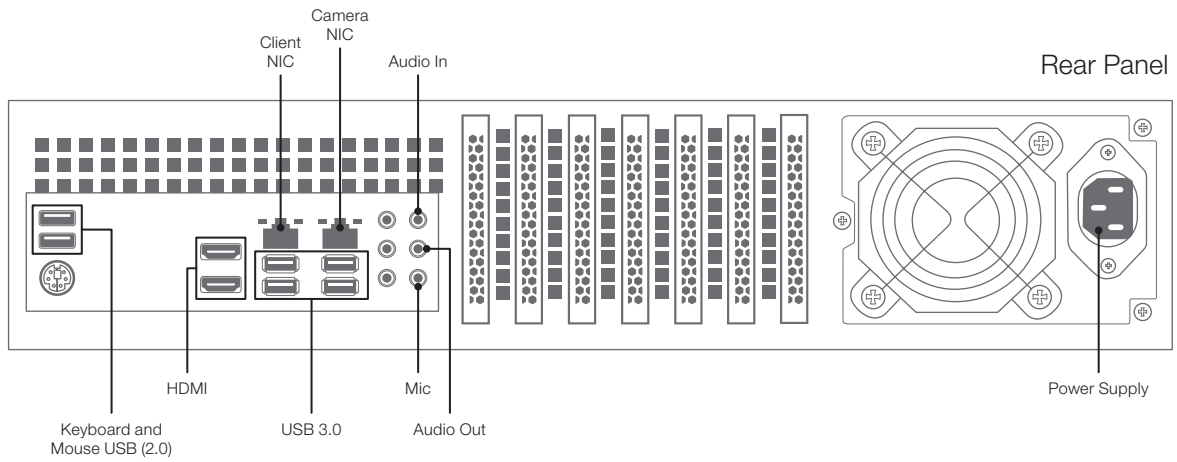 Camera
NIC
Client
NIC
Audio In
Rear Panel
HDMI
Mic
Power Supply
Keyboard and
Mouse USB (2.0)
USB 3.0
Audio Out